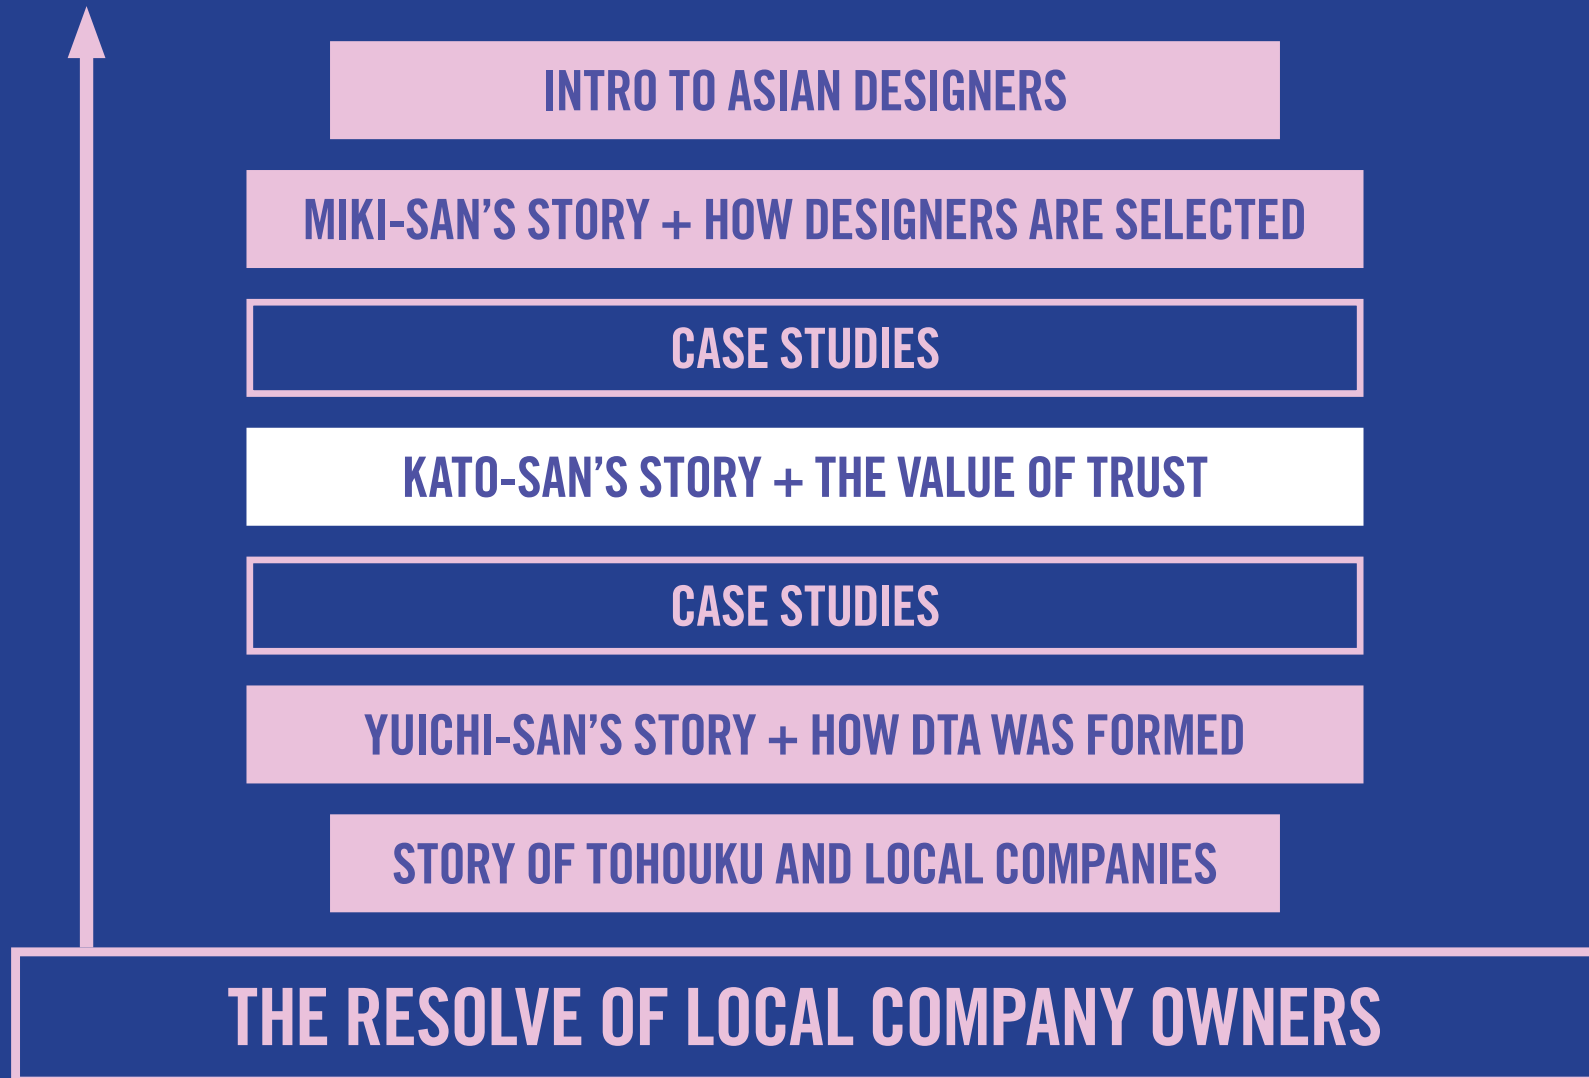 INTRO TO ASIAN DESIGNERS
MIKI-SAN'S STORY + HOW DESIGNERS ARE SELECTED
CASE STUDIES
KATO-SAN'S STORY + THE VALUE OF TRUST
CASE STUDIES
YUICHI-SAN'S STORY + HOW DTA WAS FORMED
STORY OF TOHOUKU AND LOCAL COMPANIES
THE RESOLVE OF LOCAL COMPANY OWNERS